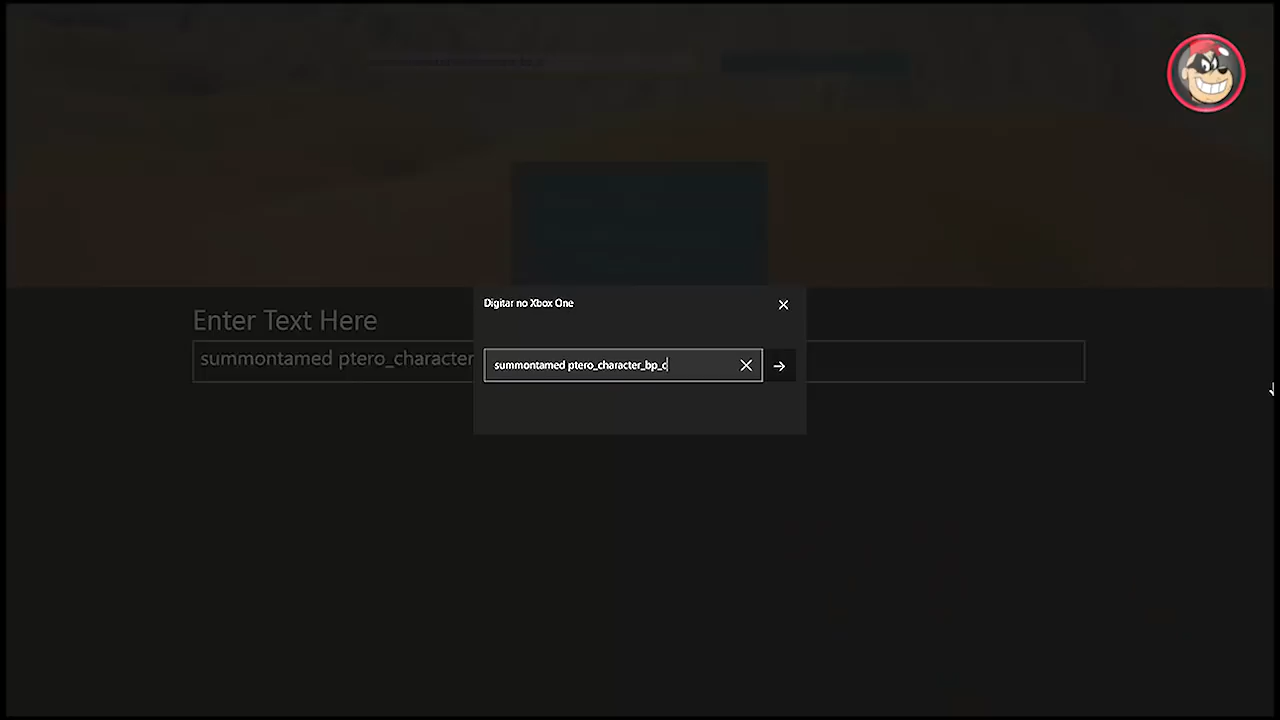 Digitar no Xbox One
Enter Text Here
summontamed ptero_character
summontamed ptero_character_bp_c